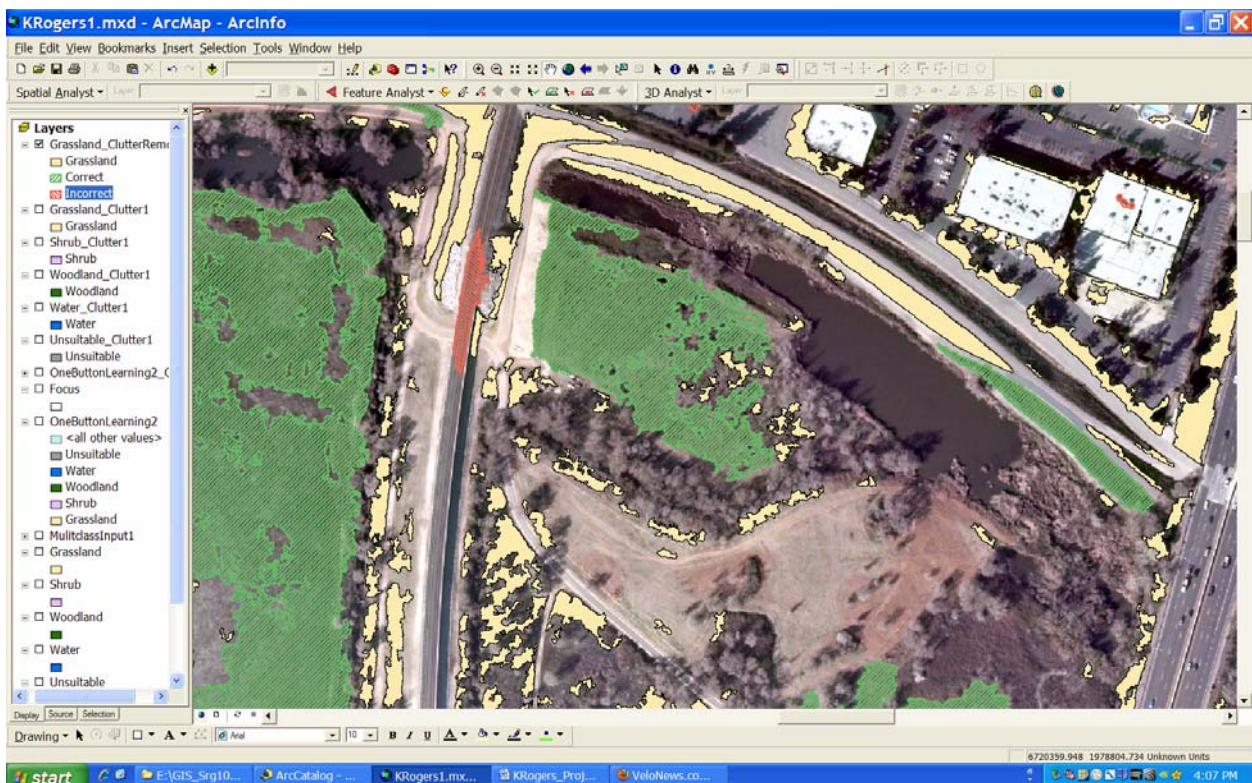 KRogers1.mxd - ArcMap - ArcInfo
File Edit View Bookmarks Insert Selection Tools Window Help
Spatial Analyst Layer: Feature Analyst 3D Analyst Layer:
Layers
Grassland_ClutterRem
Grassland
Correct
Incorrect
Grassland_Clutter1
Grassland
Shrub_Clutter1
Shrub
Woodland_Clutter1
Woodland
Water_Clutter1
Water
Unsuitable_Clutter1
Unsuitable
OneButtonLearning2_C
Focus
OneButtonLearning2
<all other values>
Unsuitable
Water
Woodland
Shrub
Grassland
MulitclassInput1
Grassland
Shrub
Woodland
Water
Unsuitable
Display Source Selection
Drawing A Arial 10 B I U A
6720359.948 1978804.734 Unknown Units
start E:\GIS_Srg10... ArcCatalog - ... KRogers1.mx... KRogers_Proj... VeloNews.co... 4:07 PM